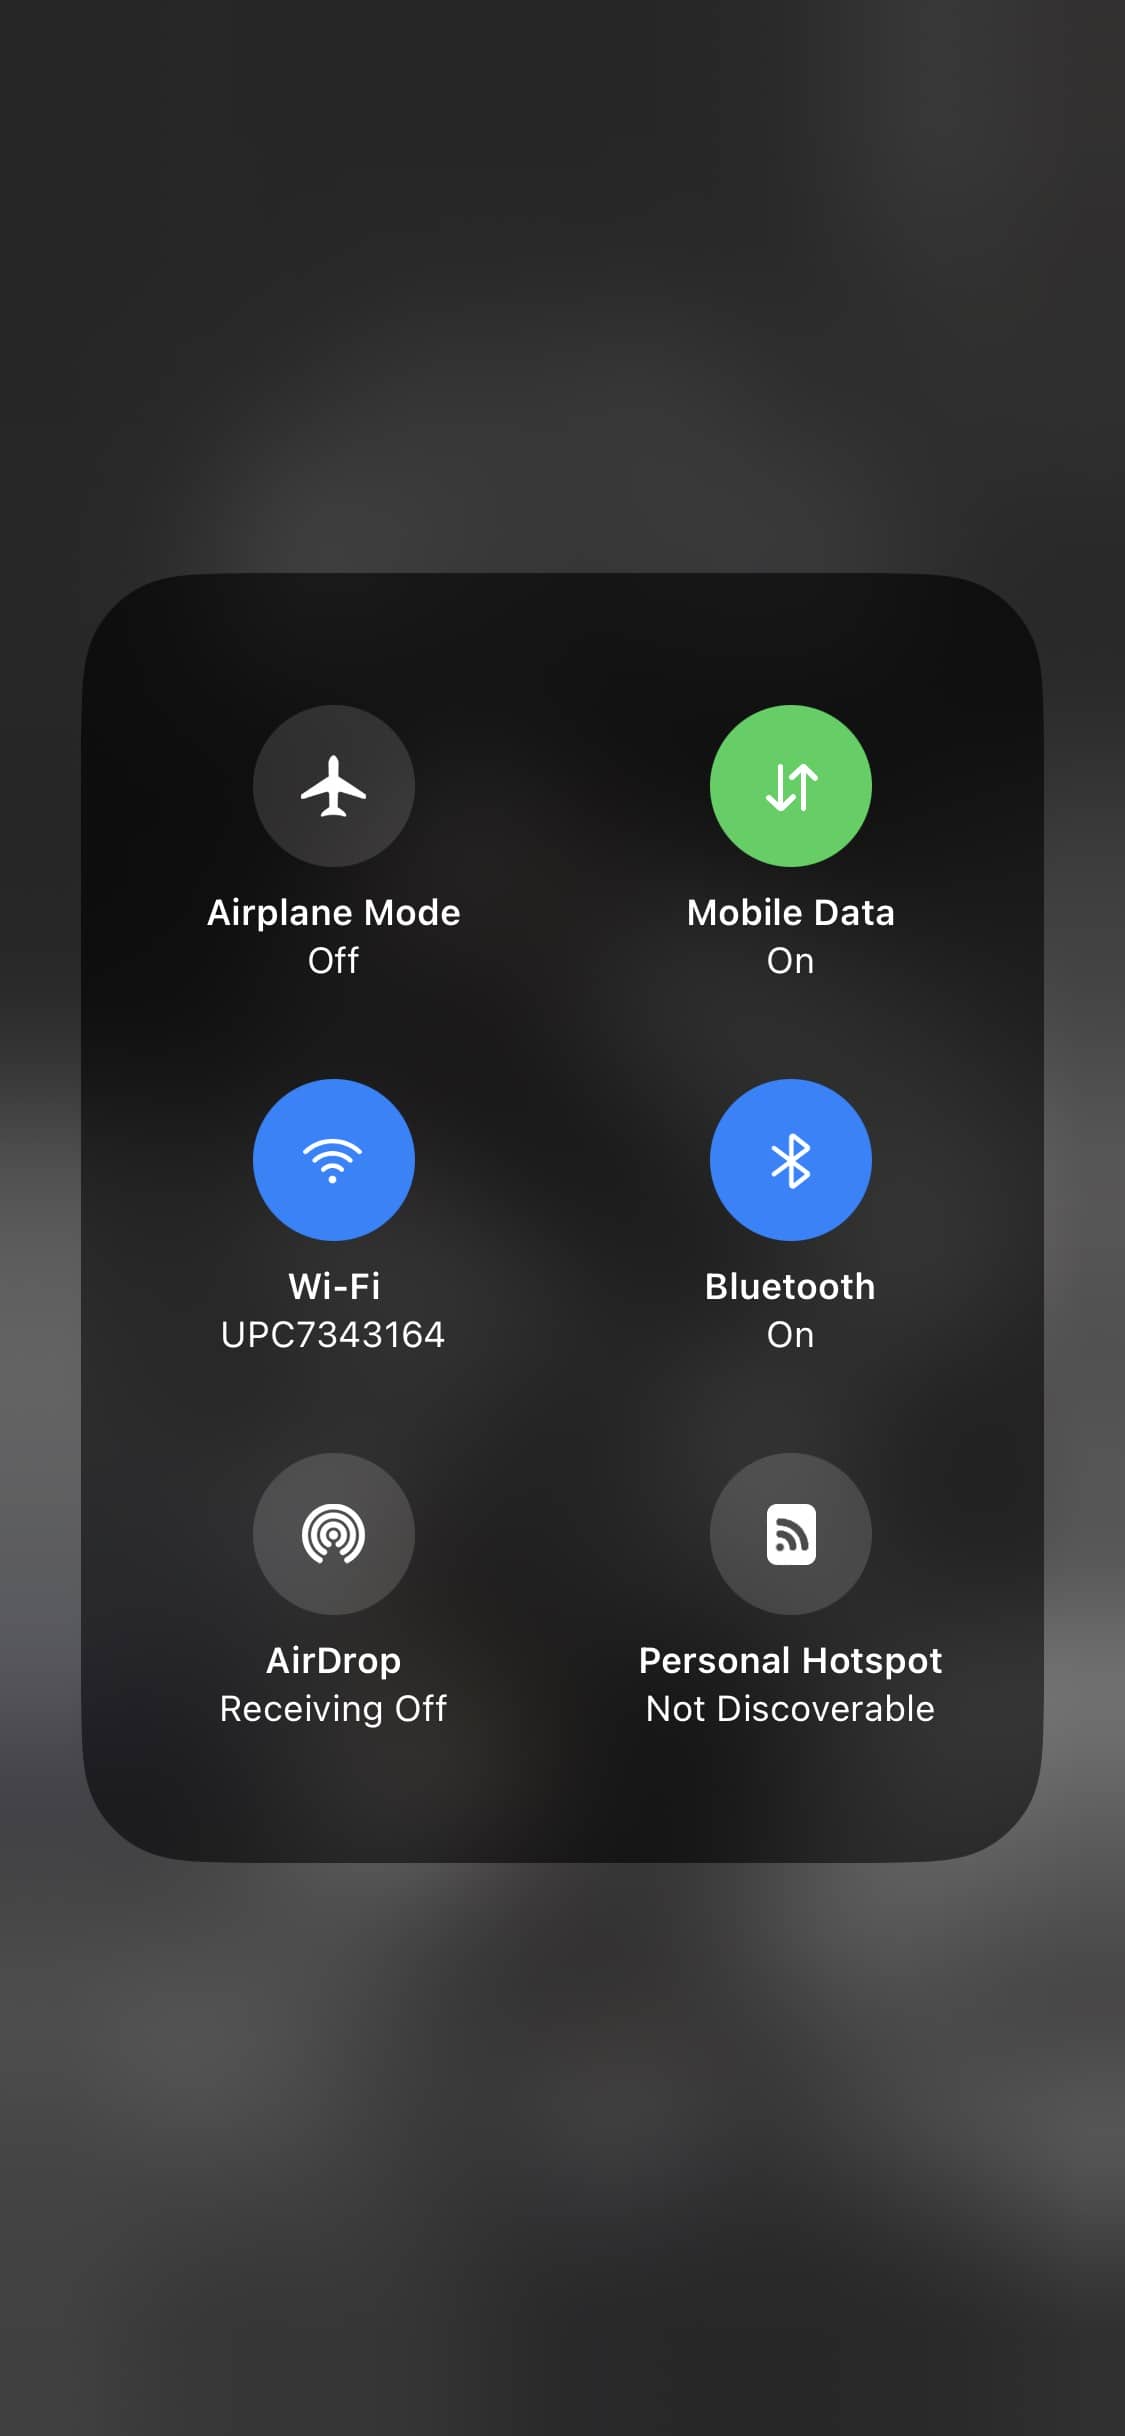 Airplane Mode
Off
Mobile Data
On
Wi-Fi
UPC7343164
Bluetooth
On
AirDrop
Receiving Off
Personal Hotspot
Not Discoverable